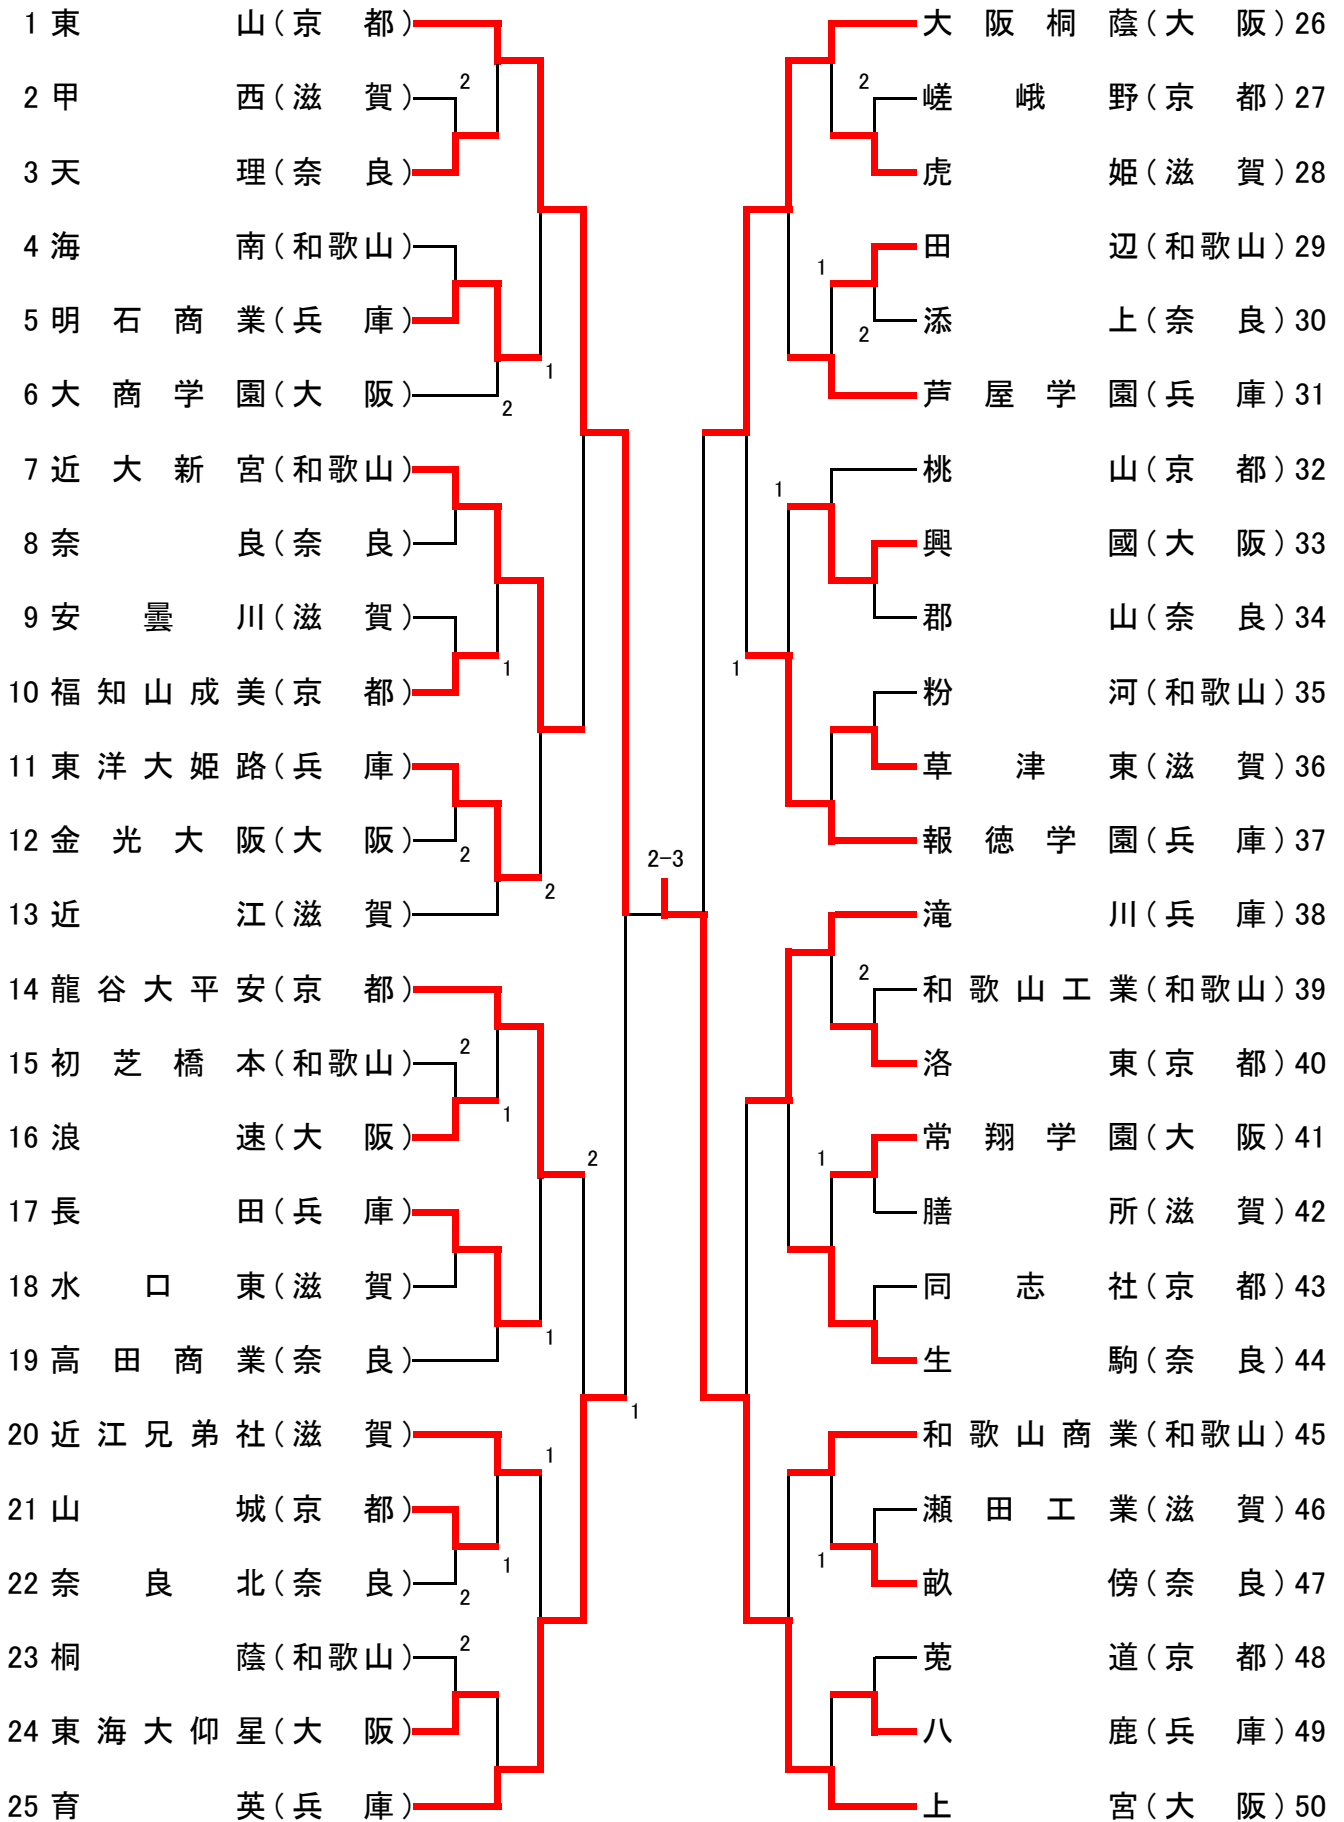 1 東山(京都)
2 甲西(滋賀)
2
3 天理(奈良)
4 海南(和歌山)
5 明石商業(兵庫)
1
6 大商学園(大阪)
2
7 近大新宮(和歌山)
8 奈良(奈良)
9 安曇川(滋賀)
1
10 福知山成美(京都)
11 東洋大姫路(兵庫)
12 金光大阪(大阪)
2
2
13 近江(滋賀)
14 龍谷大平安(京都)
15 初芝橋本(和歌山)
2
1
16 浪速(大阪)
2
17 長田(兵庫)
18 水口東(滋賀)
1
19 高田商業(奈良)
1
20 近江兄弟社(滋賀)
1
21 山城(京都)
1
22 奈良北(奈良)
2
23 桐蔭(和歌山)
2
24 東海大仰星(大阪)
25 育英(兵庫)
2-3
大阪桐蔭(大阪)26
2
嵯峨野(京都)27
虎姫(滋賀)28
1
田辺(和歌山)29
2
添上(奈良)30
芦屋学園(兵庫)31
1
桃山(京都)32
興國(大阪)33
郡山(奈良)34
1
粉河(和歌山)35
草津東(滋賀)36
報徳学園(兵庫)37
滝川(兵庫)38
2
和歌山工業(和歌山)39
洛東(京都)40
1
常翔学園(大阪)41
膳所(滋賀)42
同志社(京都)43
生駒(奈良)44
和歌山商業(和歌山)45
瀬田工業(滋賀)46
1
畝傍(奈良)47
莵道(京都)48
八鹿(兵庫)49
上宮(大阪)50